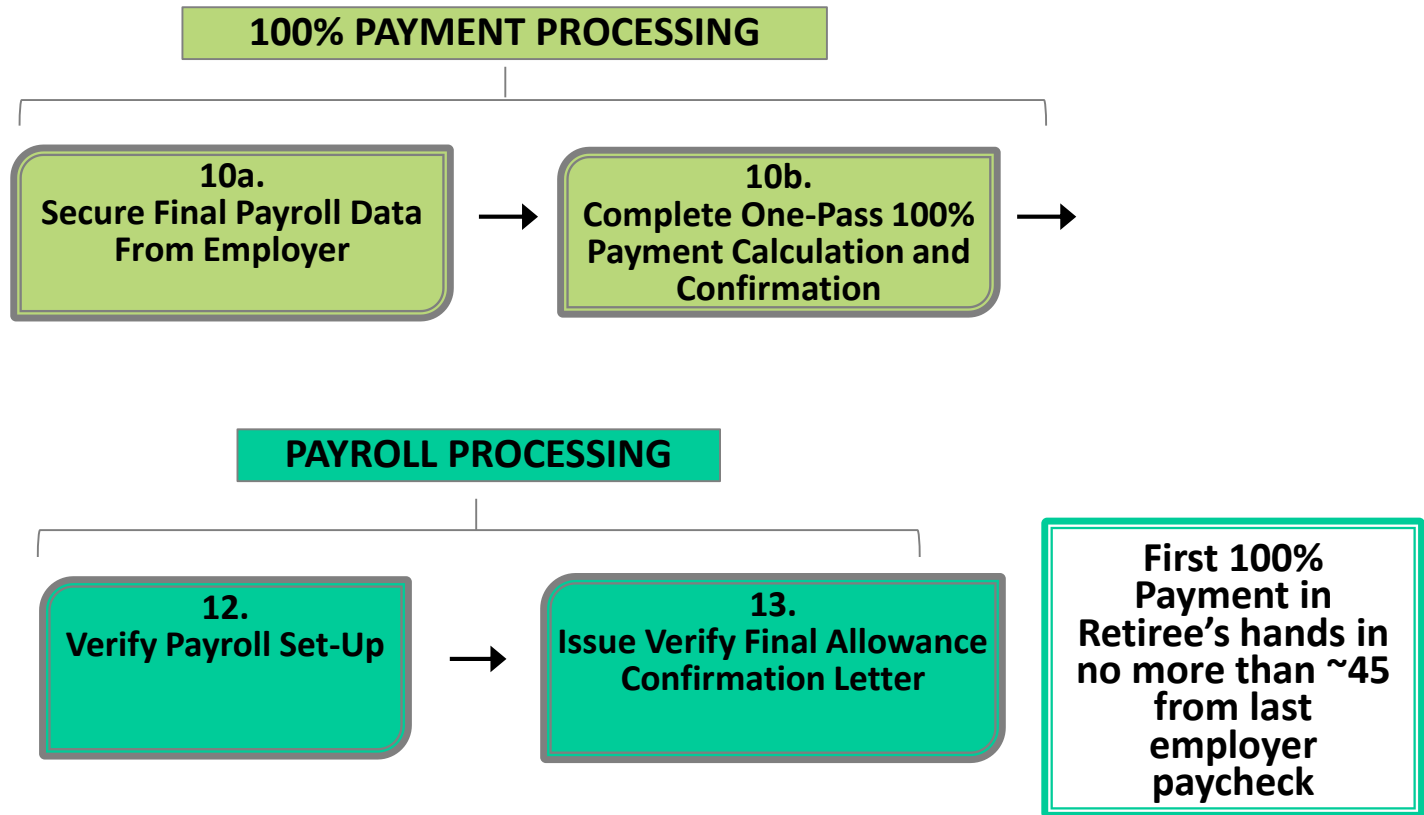 100% PAYMENT PROCESSING
10a.
Secure Final Payroll Data
From Employer
10b.
Complete One-Pass 100%
Payment Calculation and
Confirmation
PAYROLL PROCESSING
12.
Verify Payroll Set-Up
13.
Issue Verify Final Allowance
Confirmation Letter
First 100%
Payment in
Retiree’s hands in
no more than ~45
from last
employer
paycheck